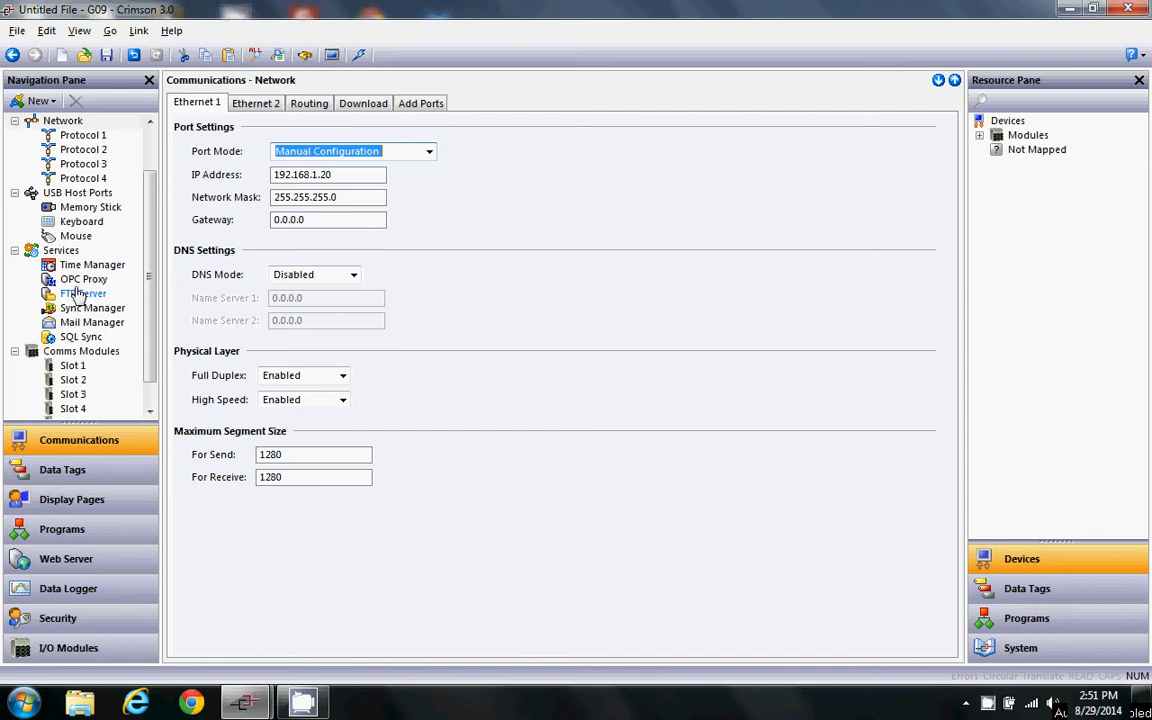 Untitled File - G09 - Crimson 3.0
File Edit View Go Link Help
Navigation Pane
New
Network
Protocol 1
Protocol 2
Protocol 3
Protocol 4
USB Host Ports
Memory Stick
Keyboard
Mouse
Services
Time Manager
OPC Proxy
FTP Server
Sync Manager
Mail Manager
SQL Sync
Comms Modules
Slot 1
Slot 2
Slot 3
Slot 4
Communications
Data Tags
Display Pages
Programs
Web Server
Data Logger
Security
I/O Modules
Communications - Network
Ethernet 1 Ethernet 2 Routing Download Add Ports
Port Settings
Port Mode: Manual Configuration
IP Address: 192.168.1.20
Network Mask: 255.255.255.0
Gateway: 0.0.0.0
DNS Settings
DNS Mode: Disabled
Name Server 1: 0.0.0.0
Name Server 2: 0.0.0.0
Physical Layer
Full Duplex: Enabled
High Speed: Enabled
Maximum Segment Size
For Send: 1280
For Receive: 1280
Resource Pane
Devices
Modules
Not Mapped
Devices
Data Tags
Programs
System
Errors Circular Translate READ CAPS NUM
2:51 PM
8/29/2014